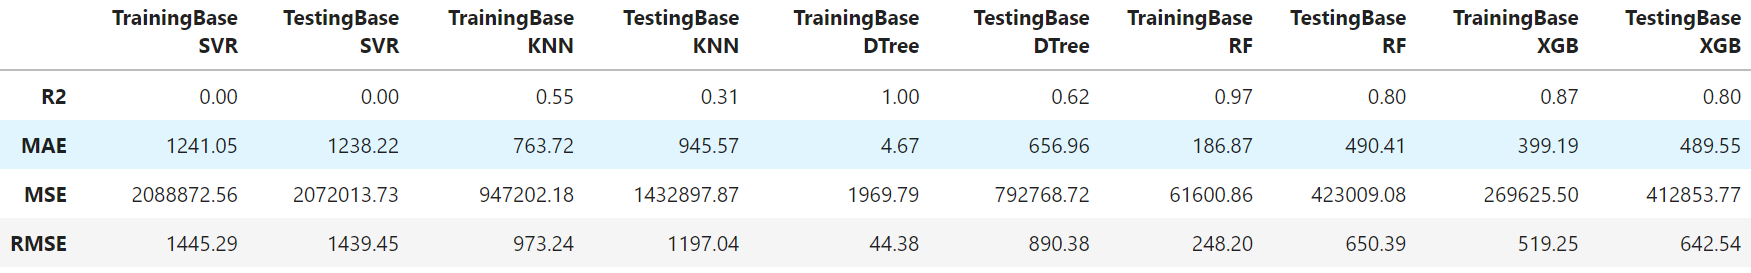 TrainingBase TestingBase TrainingBase TestingBase TrainingBase TestingBase TrainingBase TestingBase TrainingBase TestingBase
SVR SVR KNN KNN DTree DTree RF RF XGB XGB
R2 0.00 0.00 0.55 0.31 1.00 0.62 0.97 0.80 0.87 0.80
MAE 1241.05 1238.22 763.72 945.57 4.67 656.96 186.87 490.41 399.19 489.55
MSE 2088872.56 2072013.73 947202.18 1432897.87 1969.79 792768.72 61600.86 423009.08 269625.50 412853.77
RMSE 1445.29 1439.45 973.24 1197.04 44.38 890.38 248.20 650.39 519.25 642.54